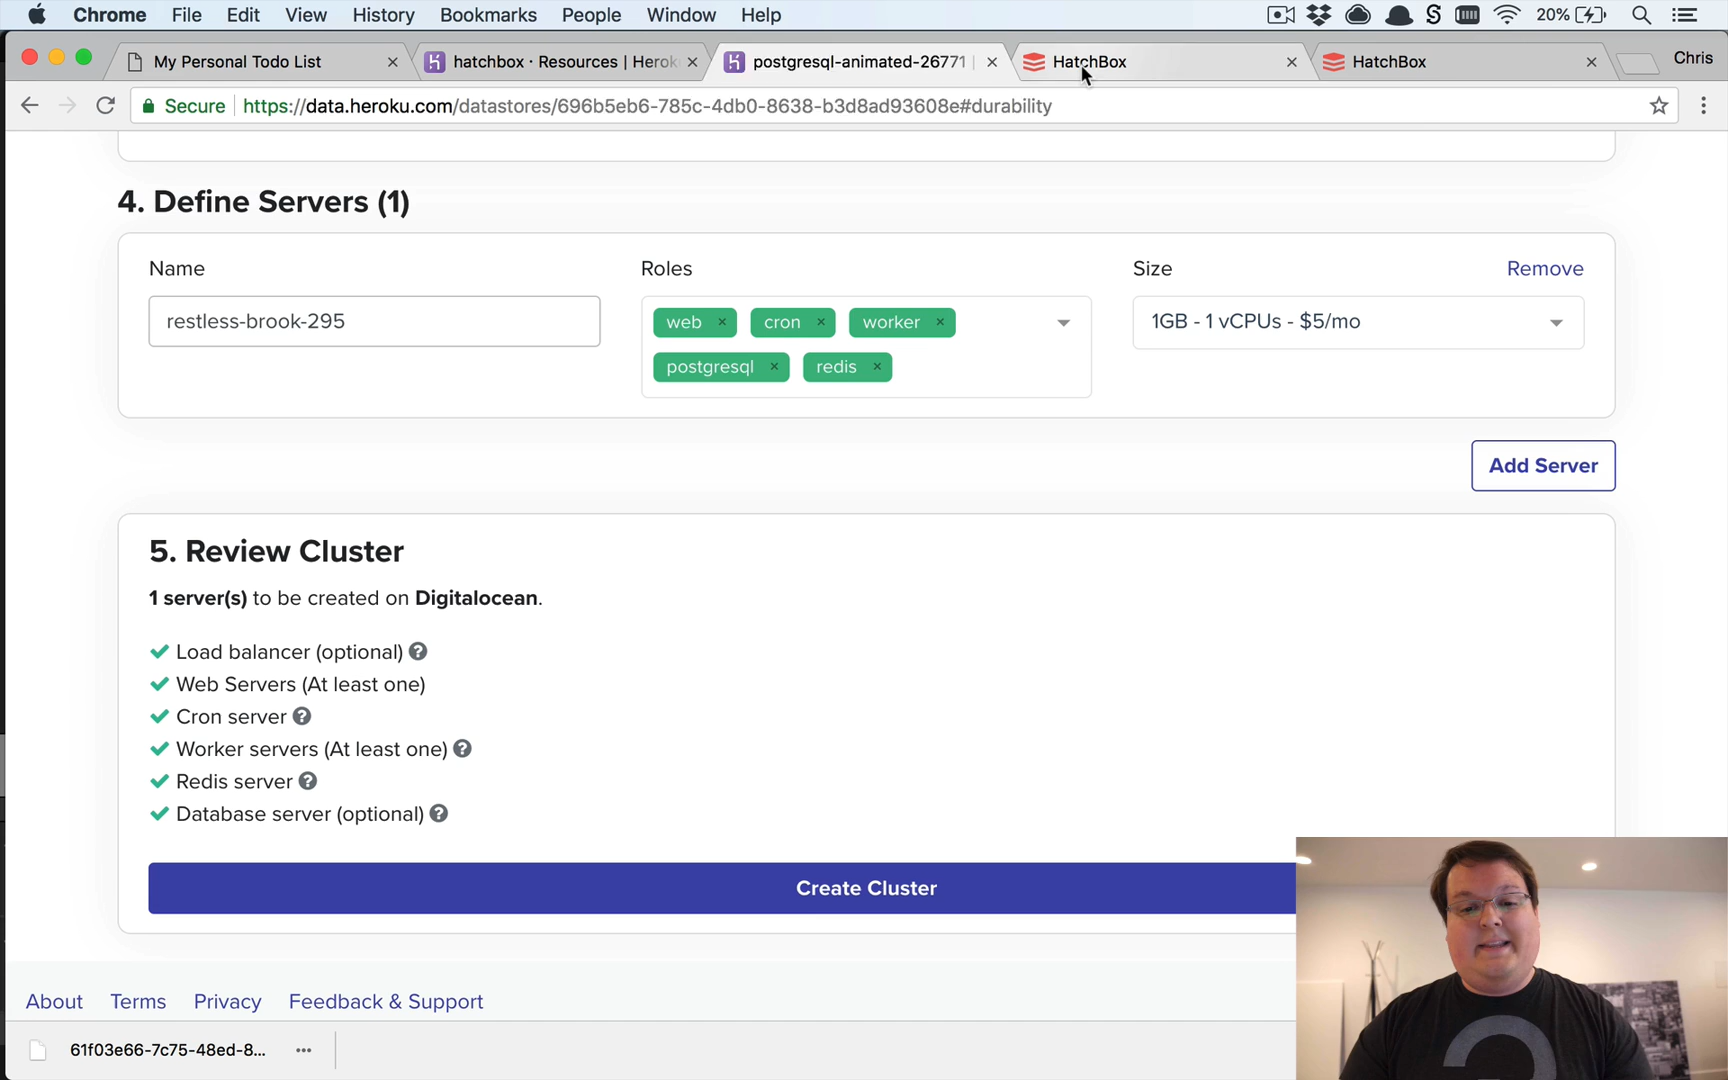 Chrome File Edit View History Bookmarks People Window Help 20%
My Personal Todo List × hatchbox · Resources | Herok × postgresql-animated-26771 | × HatchBox × HatchBox × Chris
Secure https://data.heroku.com/datastores/696b5eb6-785c-4db0-8638-b3d8ad93608e#durability
4. Define Servers (1)
Name Roles Size Remove
restless-brook-295 web × cron × worker × 1GB - 1 vCPUs - $5/mo
postgresql × redis ×
Add Server
5. Review Cluster
1 server(s) to be created on Digitalocean.
Load balancer (optional) ?
Web Servers (At least one)
Cron server ?
Worker servers (At least one) ?
Redis server ?
Database server (optional) ?
Create Cluster
About Terms Privacy Feedback & Support
61f03e66-7c75-48ed-8...